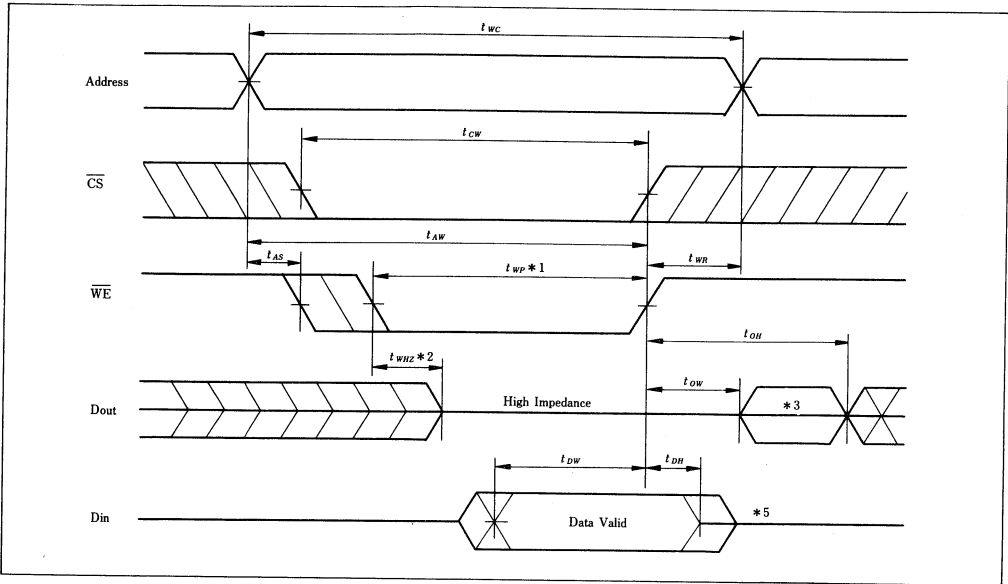 t WC
Address
t CW
CS
t AW
t AS
t WP *1
t WR
WE
t OH
t WHZ *2
t OW
High Impedance
*3
Dout
t DW
t DH
Data Valid
*5
Din